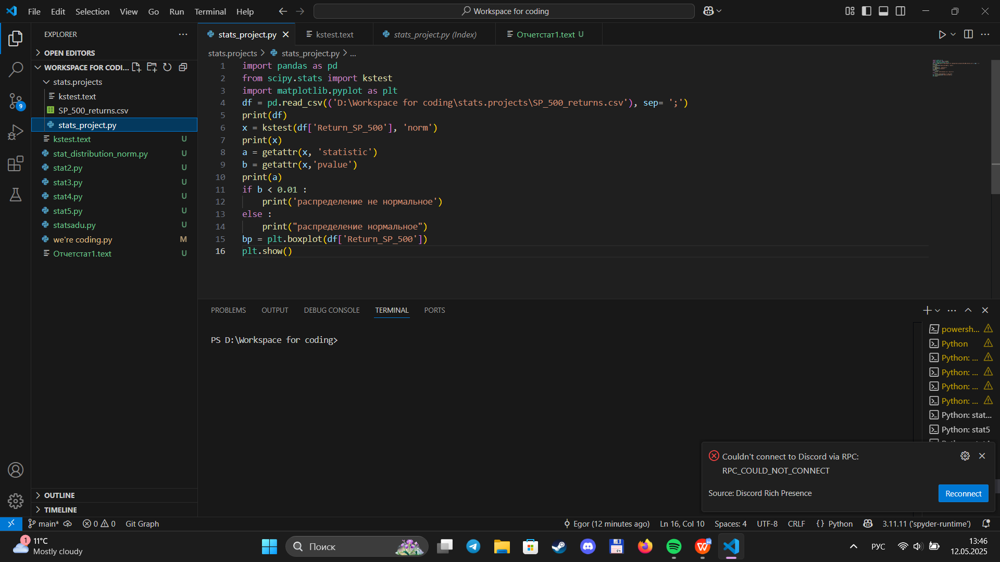 File Edit Selection View Go Run Terminal Help
Workspace for coding
EXPLORER
OPEN EDITORS
WORKSPACE FOR CODI...
stats.projects
kstest.text
SP_500_returns.csv
stats_project.py
kstest.text U
stat_distribution_norm.py U
stat2.py U
stat3.py U
stat4.py U
stat5.py U
statsadu.py U
we're coding.py M
Отчетстат1.text U
OUTLINE
TIMELINE
9
stats_project.py
kstest.text
stats_project.py (Index)
Отчетстат1.text U
stats.projects > stats_project.py > ...
1 import pandas as pd
2 from scipy.stats import kstest
3 import matplotlib.pyplot as plt
4 df = pd.read_csv(('D:\Workspace for coding\stats.projects\SP_500_returns.csv'), sep= ';')
5 print(df)
6 x = kstest(df['Return_SP_500'], 'norm')
7 print(x)
8 a = getattr(x, 'statistic')
9 b = getattr(x,'pvalue')
10 print(a)
11 if b < 0.01 :
12 print('распределение не нормальное')
13 else :
14 print("распределение нормальное")
15 bp = plt.boxplot(df['Return_SP_500'])
16 plt.show()
PROBLEMS OUTPUT DEBUG CONSOLE TERMINAL PORTS
PS D:\Workspace for coding>
powersh...
Python
Python: ...
Python: ...
Python: ...
Python: ...
Python: stat...
Python: stat5
Couldn't connect to Discord via RPC:
RPC_COULD_NOT_CONNECT
Source: Discord Rich Presence
Reconnect
main* 0 0 Git Graph
Egor (12 minutes ago) Ln 16, Col 10 Spaces: 4 UTF-8 CRLF {} Python 3.11.11 ('spyder-runtime')
1
11°C
Mostly cloudy
Поиск
РУС
13:46
12.05.2025